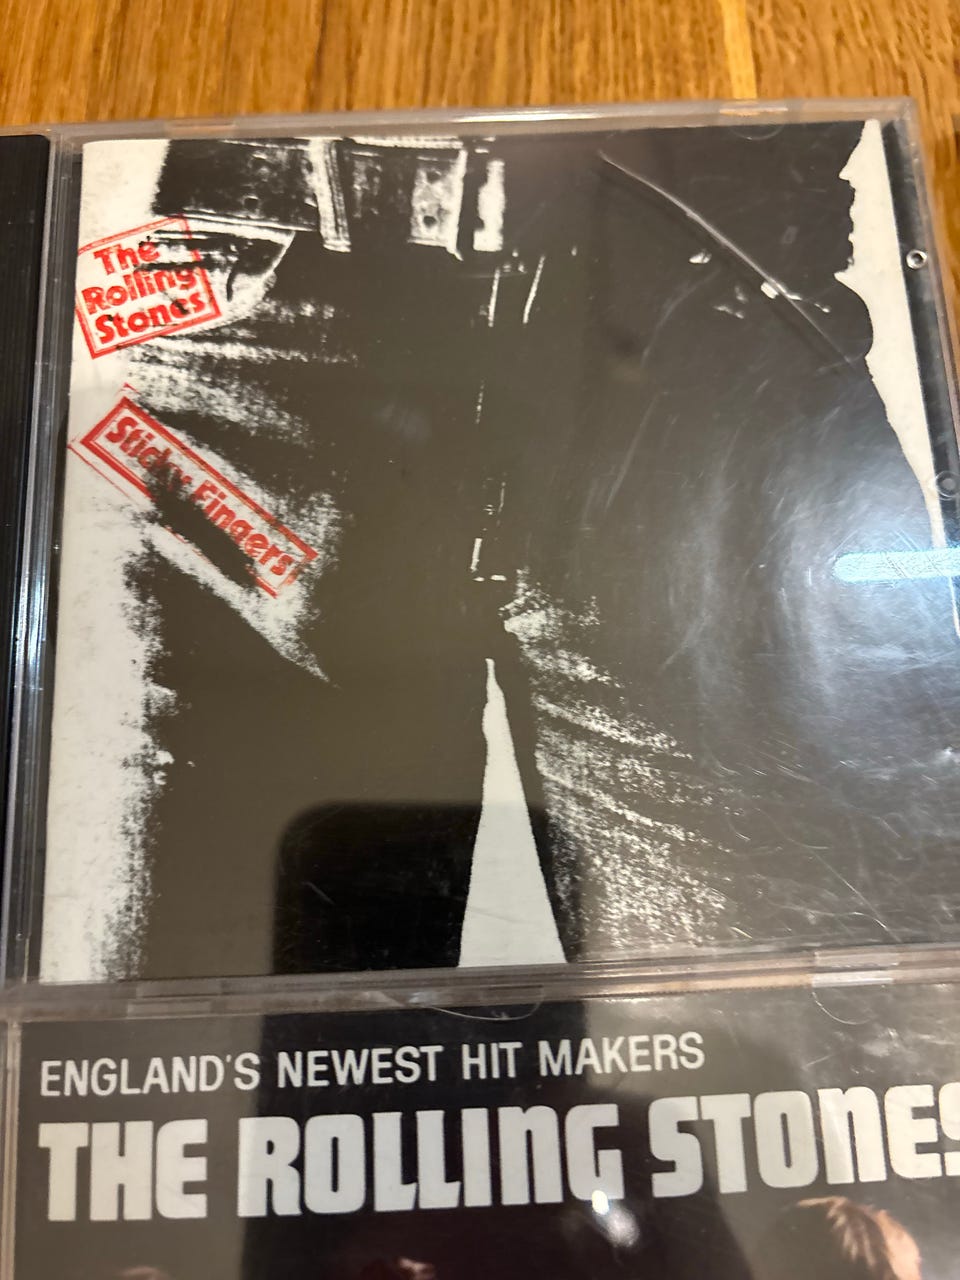 The
Rolling
Stones
Sticky Fingers
ENGLAND'S NEWEST HIT MAKERS
THE ROLLING STONES